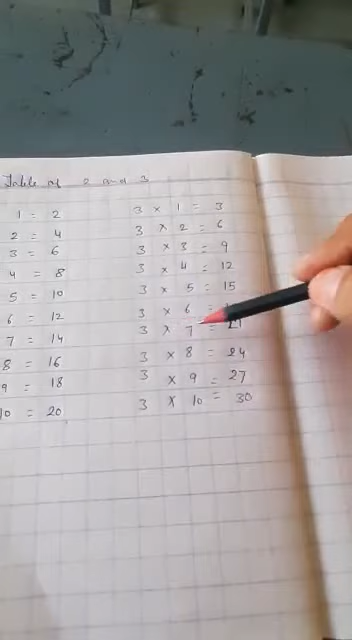 Table of 2 and 3
1 = 2
2 = 4
3 = 6
4 = 8
5 = 10
6 = 12
7 = 14
8 = 16
9 = 18
10 = 20
3 × 1 = 3
3 × 2 = 6
3 × 3 = 9
3 × 4 = 12
3 × 5 = 15
3 × 6 =
3 × 7 = 21
3 × 8 = 24
3 × 9 = 27
3 × 10 = 30